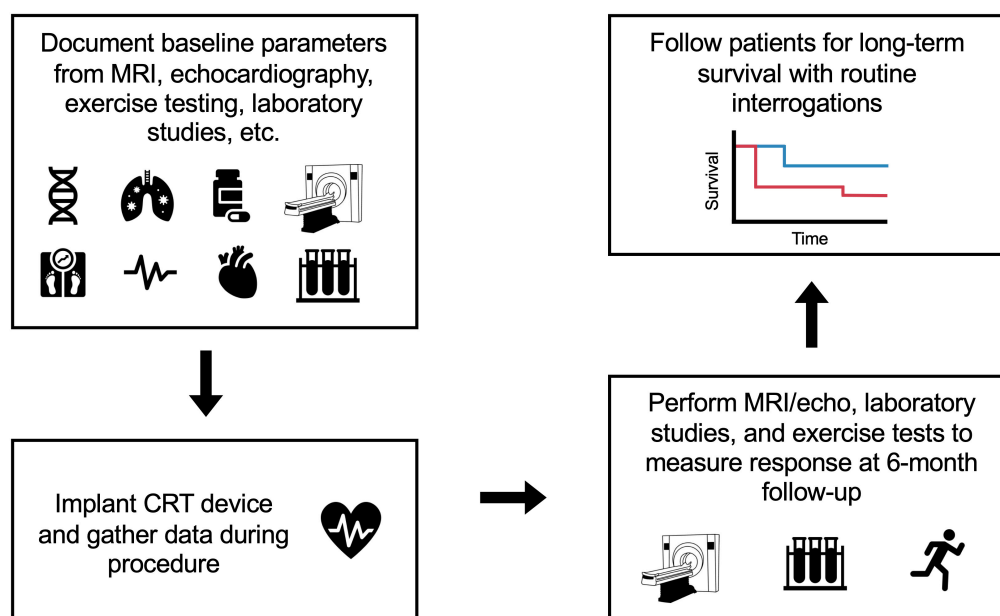 Document baseline parameters
from MRI, echocardiography,
exercise testing, laboratory
studies, etc.
Implant CRT device
and gather data during
procedure
Perform MRI/echo, laboratory
studies, and exercise tests to
measure response at 6-month
follow-up
Follow patients for long-term
survival with routine
interrogations
Survival
Time